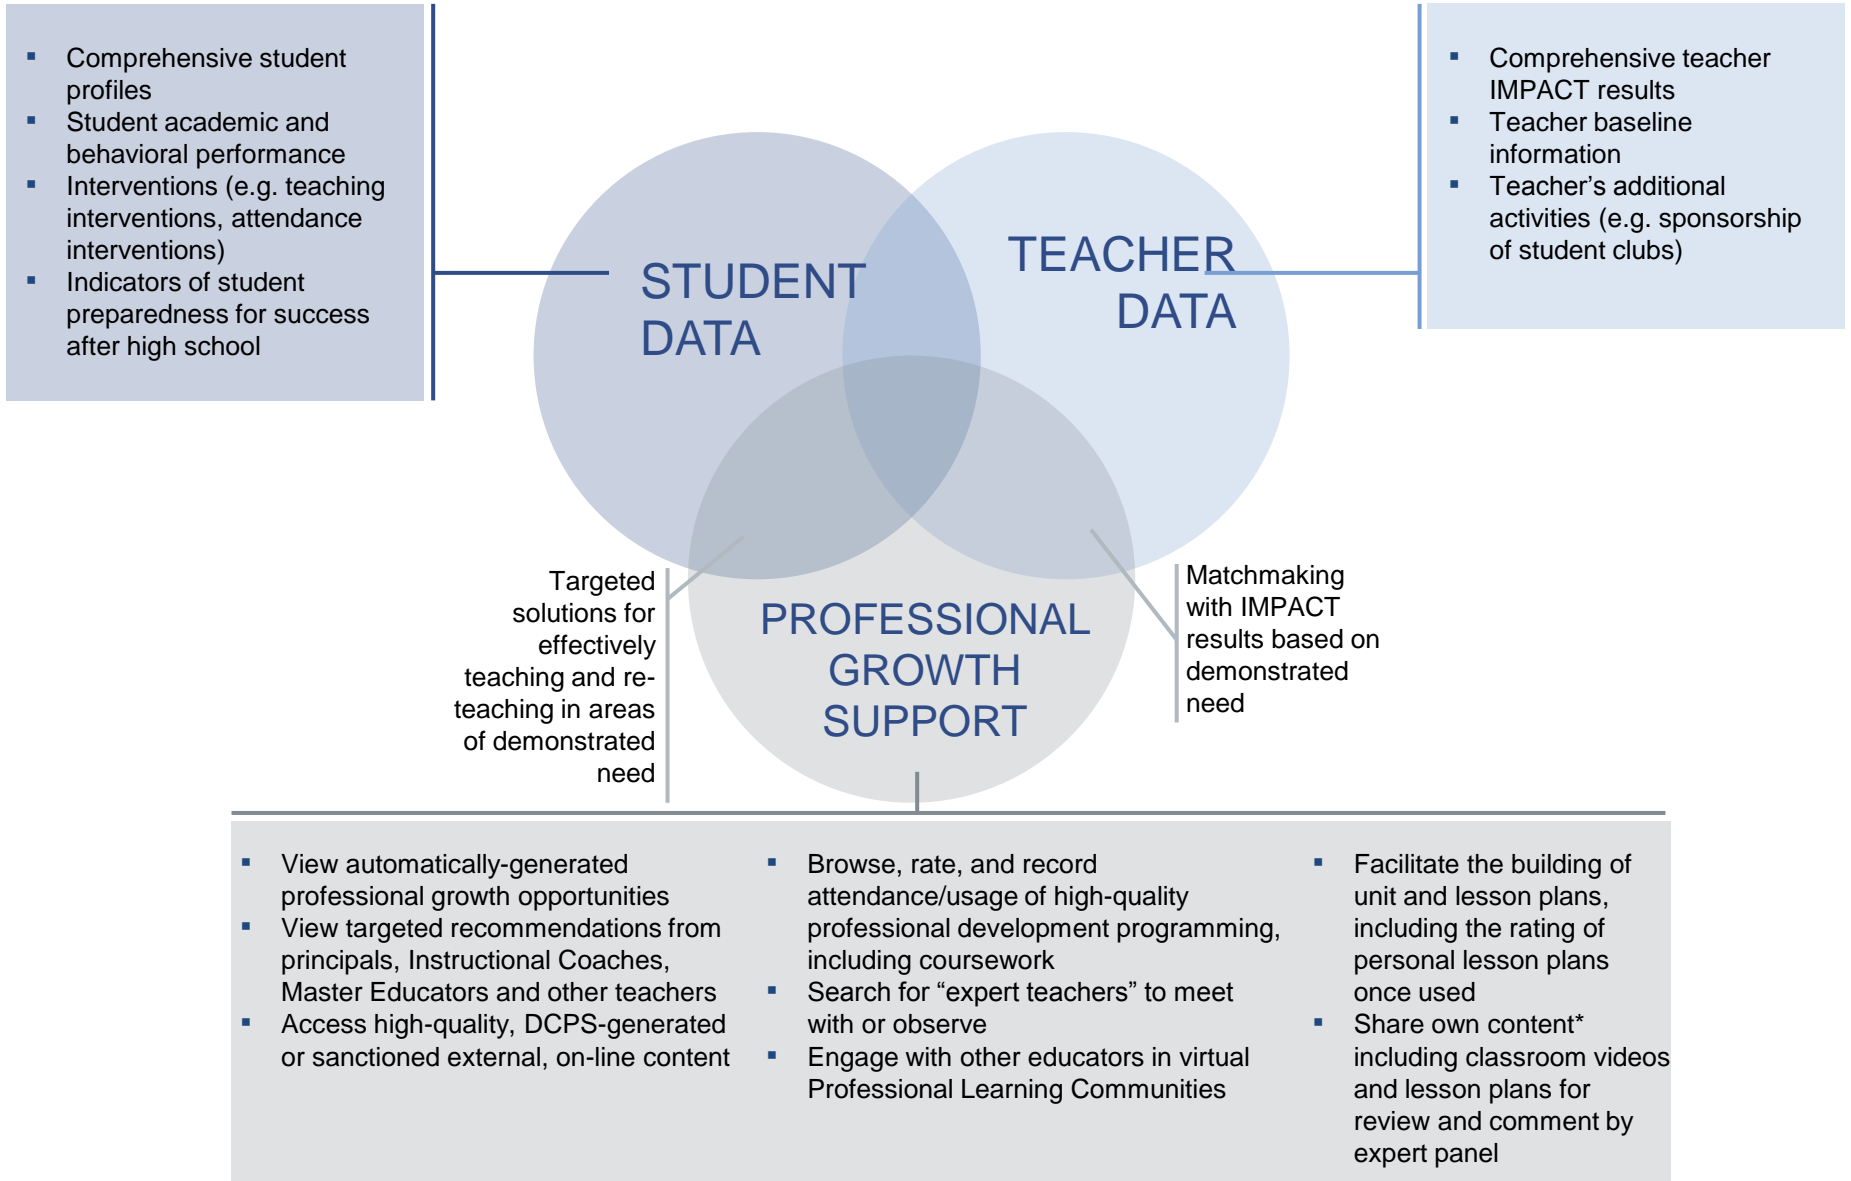 ▪ Comprehensive student
profiles
▪ Student academic and
behavioral performance
▪ Interventions (e.g. teaching
interventions, attendance
interventions)
▪ Indicators of student
preparedness for success
after high school
▪ Comprehensive teacher
IMPACT results
▪ Teacher baseline
information
▪ Teacher’s additional
activities (e.g. sponsorship
of student clubs)
STUDENT
DATA
TEACHER
DATA
Targeted
solutions for
effectively
teaching and re-
teaching in areas
of demonstrated
need
PROFESSIONAL
GROWTH
SUPPORT
Matchmaking
with IMPACT
results based on
demonstrated
need
▪ View automatically-generated
professional growth opportunities
▪ View targeted recommendations from
principals, Instructional Coaches,
Master Educators and other teachers
▪ Access high-quality, DCPS-generated
or sanctioned external, on-line content
▪ Browse, rate, and record
attendance/usage of high-quality
professional development programming,
including coursework
▪ Search for “expert teachers” to meet
with or observe
▪ Engage with other educators in virtual
Professional Learning Communities
▪ Facilitate the building of
unit and lesson plans,
including the rating of
personal lesson plans
once used
▪ Share own content*
including classroom videos
and lesson plans for
review and comment by
expert panel